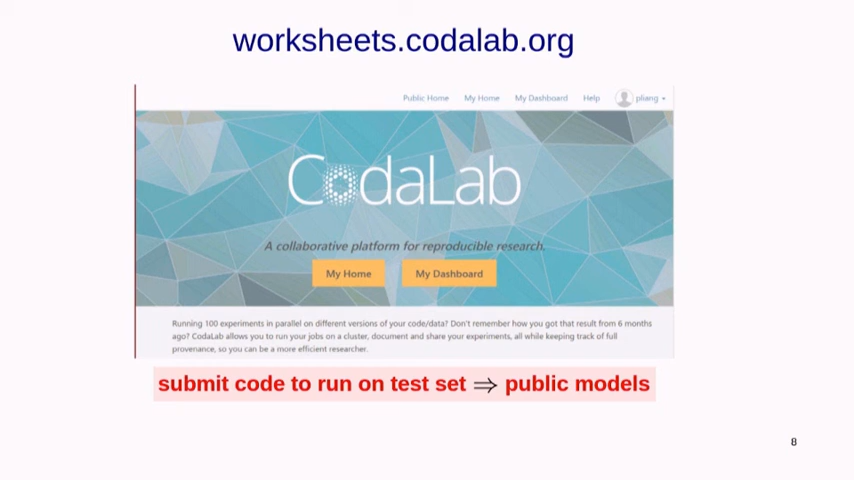 worksheets.codalab.org
Public Home My Home My Dashboard Help pliang
CodaLab
A collaborative platform for reproducible research.
My Home My Dashboard
Running 100 experiments in parallel on different versions of your code/data? Don't remember how you got that result from 6 months
ago? CodaLab allows you to run your jobs on a cluster, document and share your experiments, all while keeping track of full
provenance, so you can be a more efficient researcher.
submit code to run on test set ⇒ public models
8